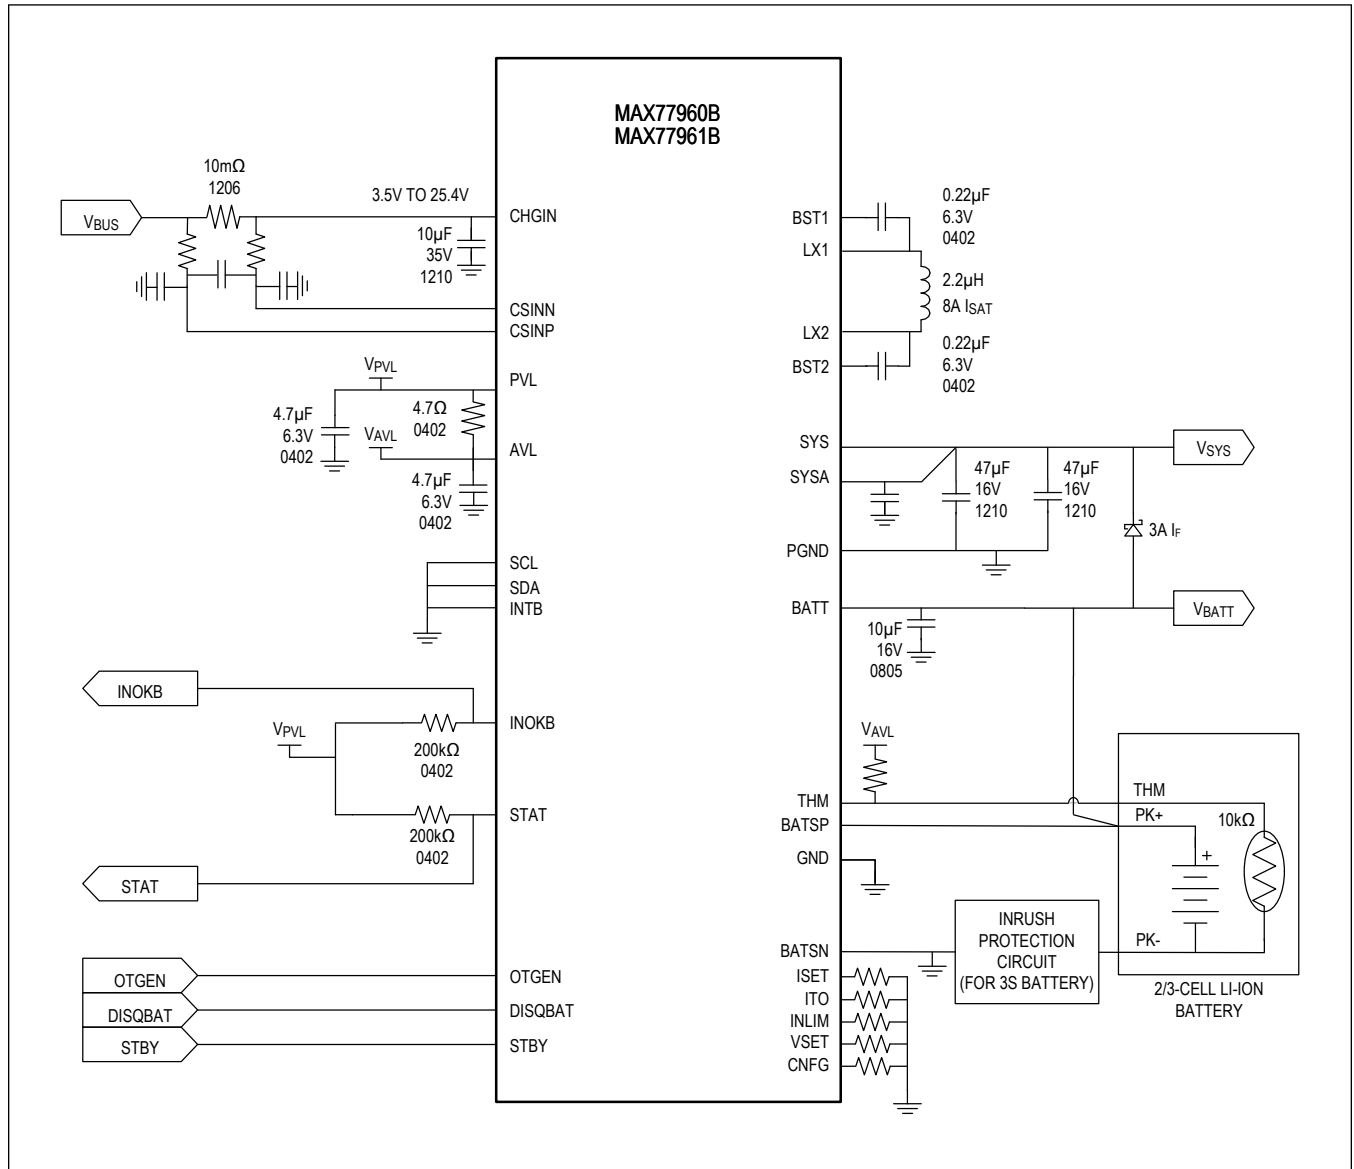 MAX77960B
MAX77961B
10mΩ
1206
3.5V TO 25.4V
VBUS
CHGIN
10µF
35V
1210
CSINN
CSINP
VPVL
PVL
4.7µF
6.3V
0402
4.7Ω
0402
VAVL
AVL
4.7µF
6.3V
0402
SCL
SDA
INTB
INOKB
INOKB
VPVL
200kΩ
0402
STAT
200kΩ
0402
STAT
OTGEN
OTGEN
DISQBAT
DISQBAT
STBY
STBY
BST1
0.22µF
6.3V
0402
LX1
2.2µH
8A ISAT
LX2
0.22µF
6.3V
0402
BST2
SYS
VSYS
SYSA
47µF
16V
1210
47µF
16V
1210
3A IF
PGND
BATT
VBATT
10µF
16V
0805
VAVL
THM
THM
BATSP
PK+
10kΩ
+
GND
BATSN
INRUSH
PROTECTION
CIRCUIT
(FOR 3S BATTERY)
PK-
2/3-CELL LI-ION
BATTERY
ISET
ITO
INLIM
VSET
CNFG